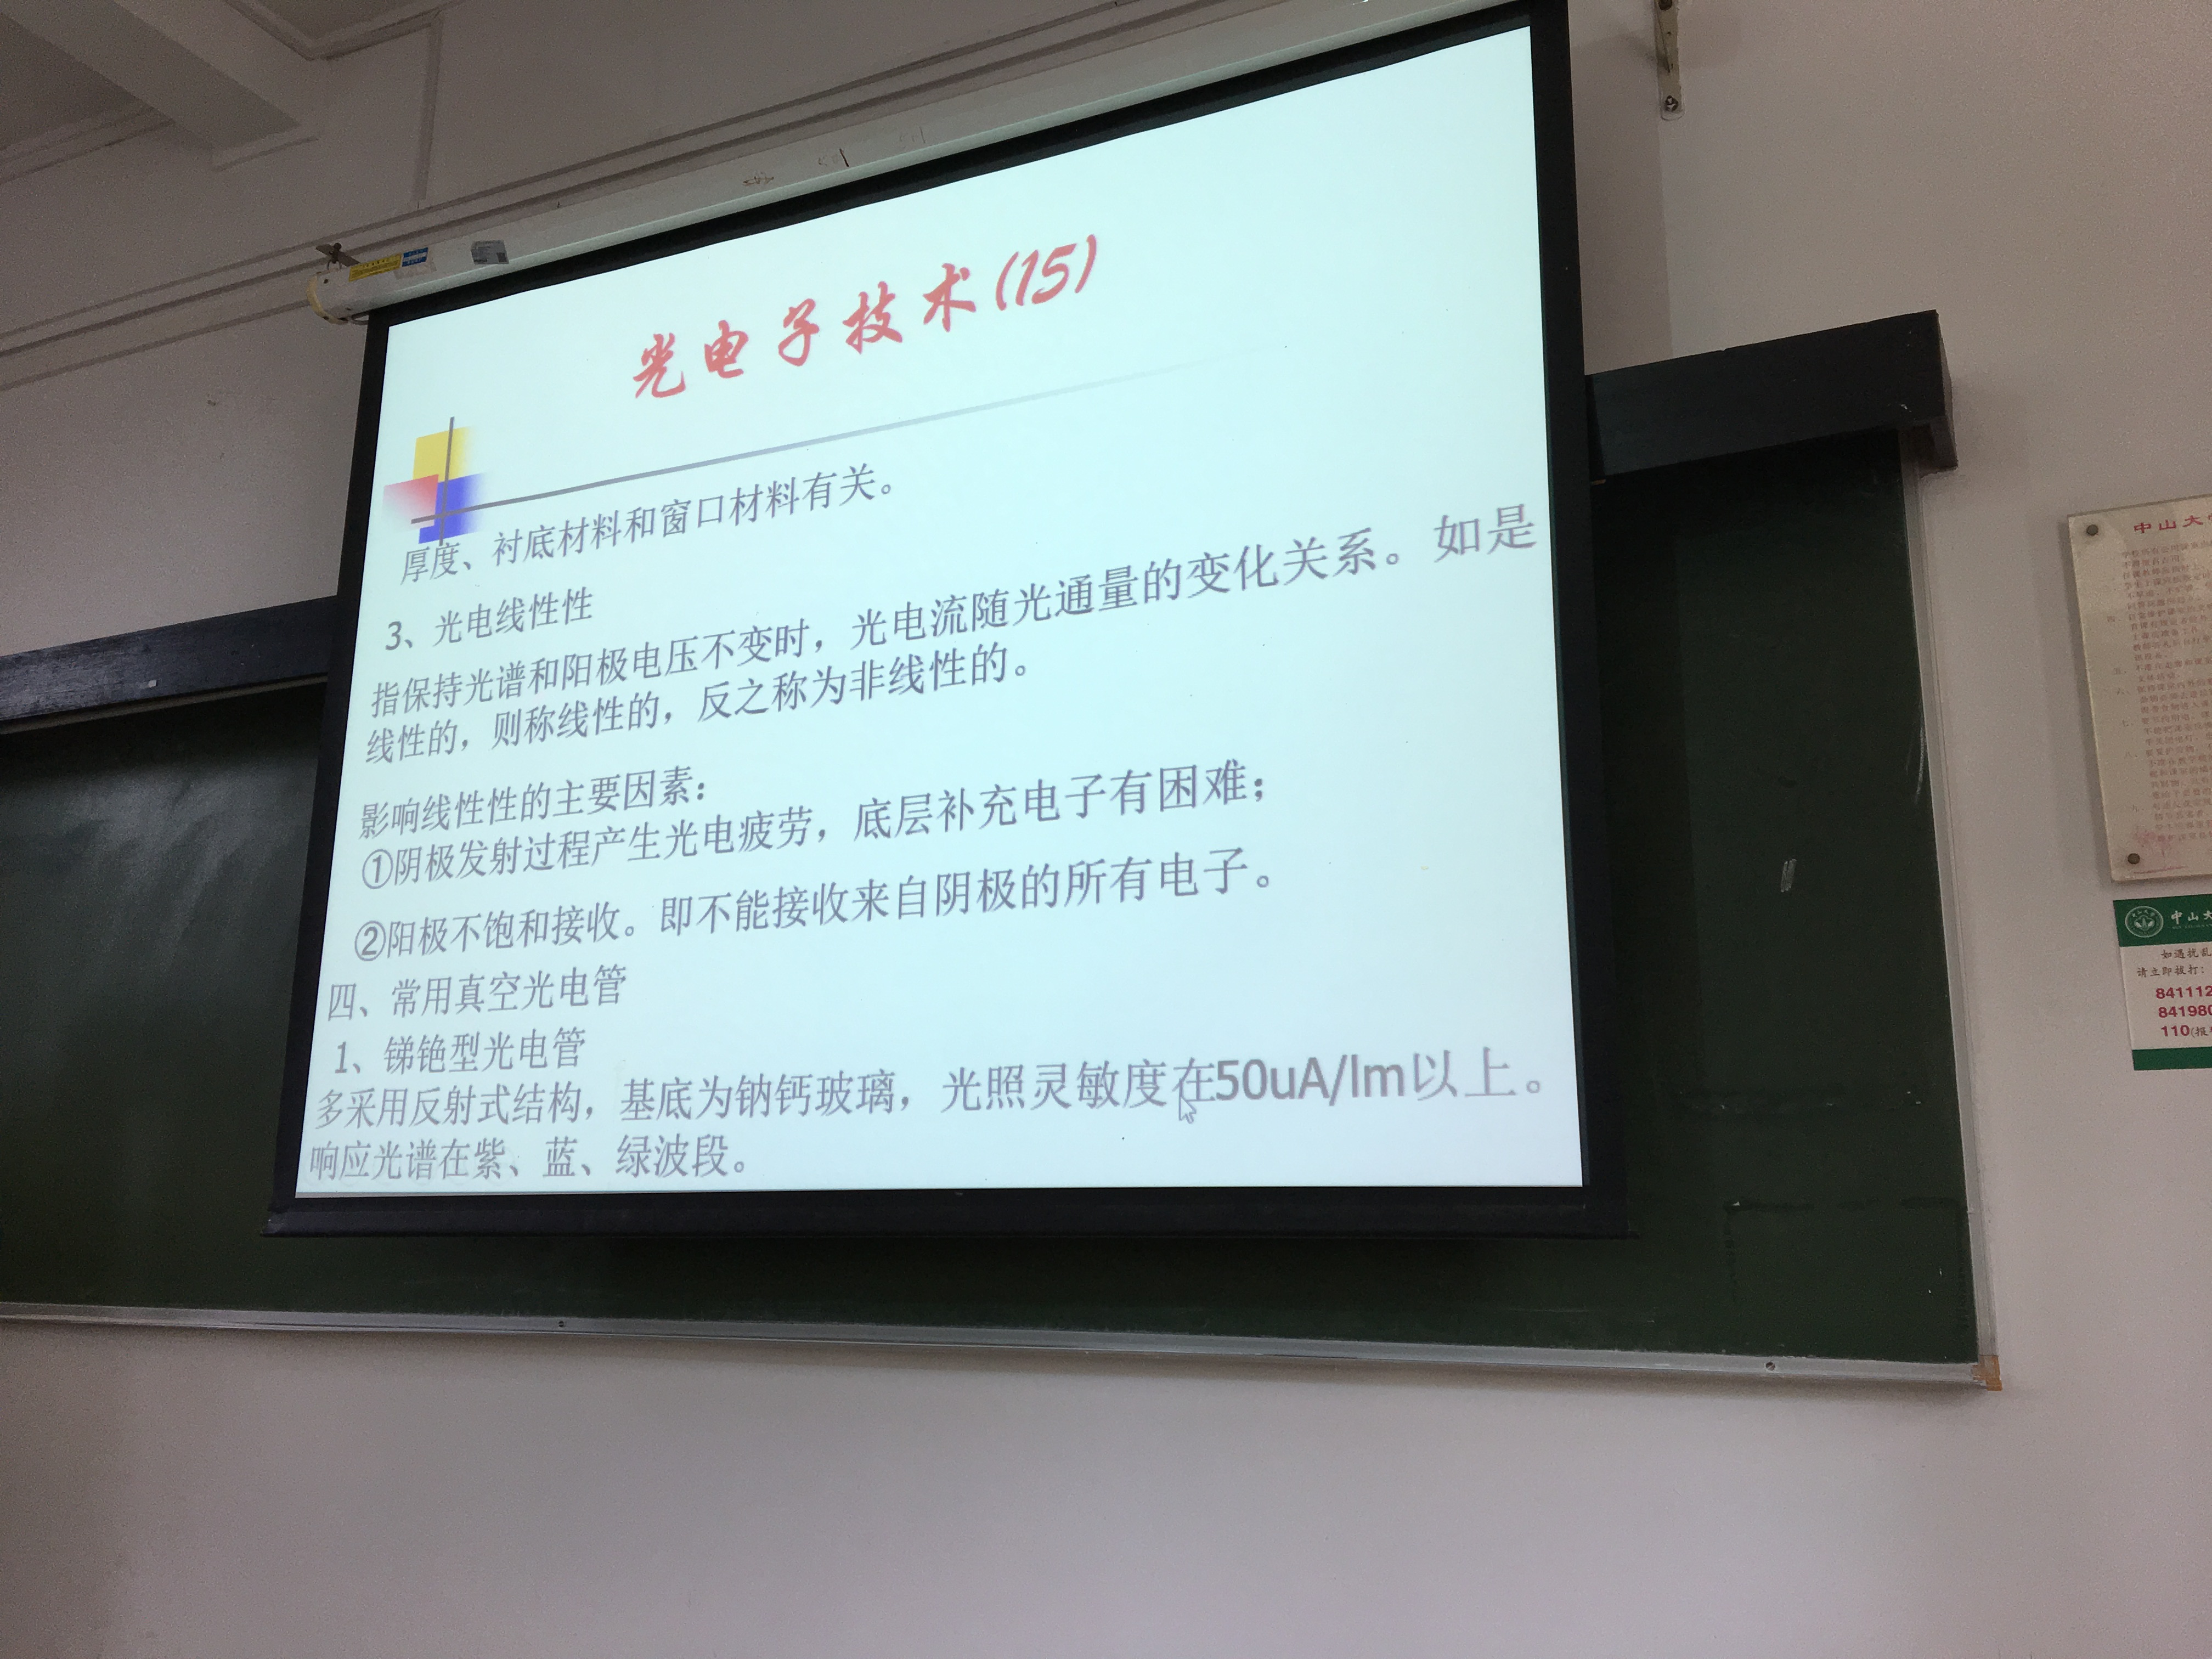 光电子技术(15)
厚度、衬底材料和窗口材料有关。
3、光电线性性
指保持光谱和阳极电压不变时，光电流随光通量的变化关系。如是
线性的，则称线性的，反之称为非线性的。
影响线性性的主要因素：
①阴极发射过程产生光电疲劳，底层补充电子有困难；
②阳极不饱和接收。即不能接收来自阴极的所有电子。
四、常用真空光电管
1、锑铯型光电管
多采用反射式结构，基底为钠钙玻璃，光照灵敏度在50uA/lm以上。
响应光谱在紫、蓝、绿波段。
中山大
中山大
如遇扰乱
请立即拔打：
841112
841980
110(报